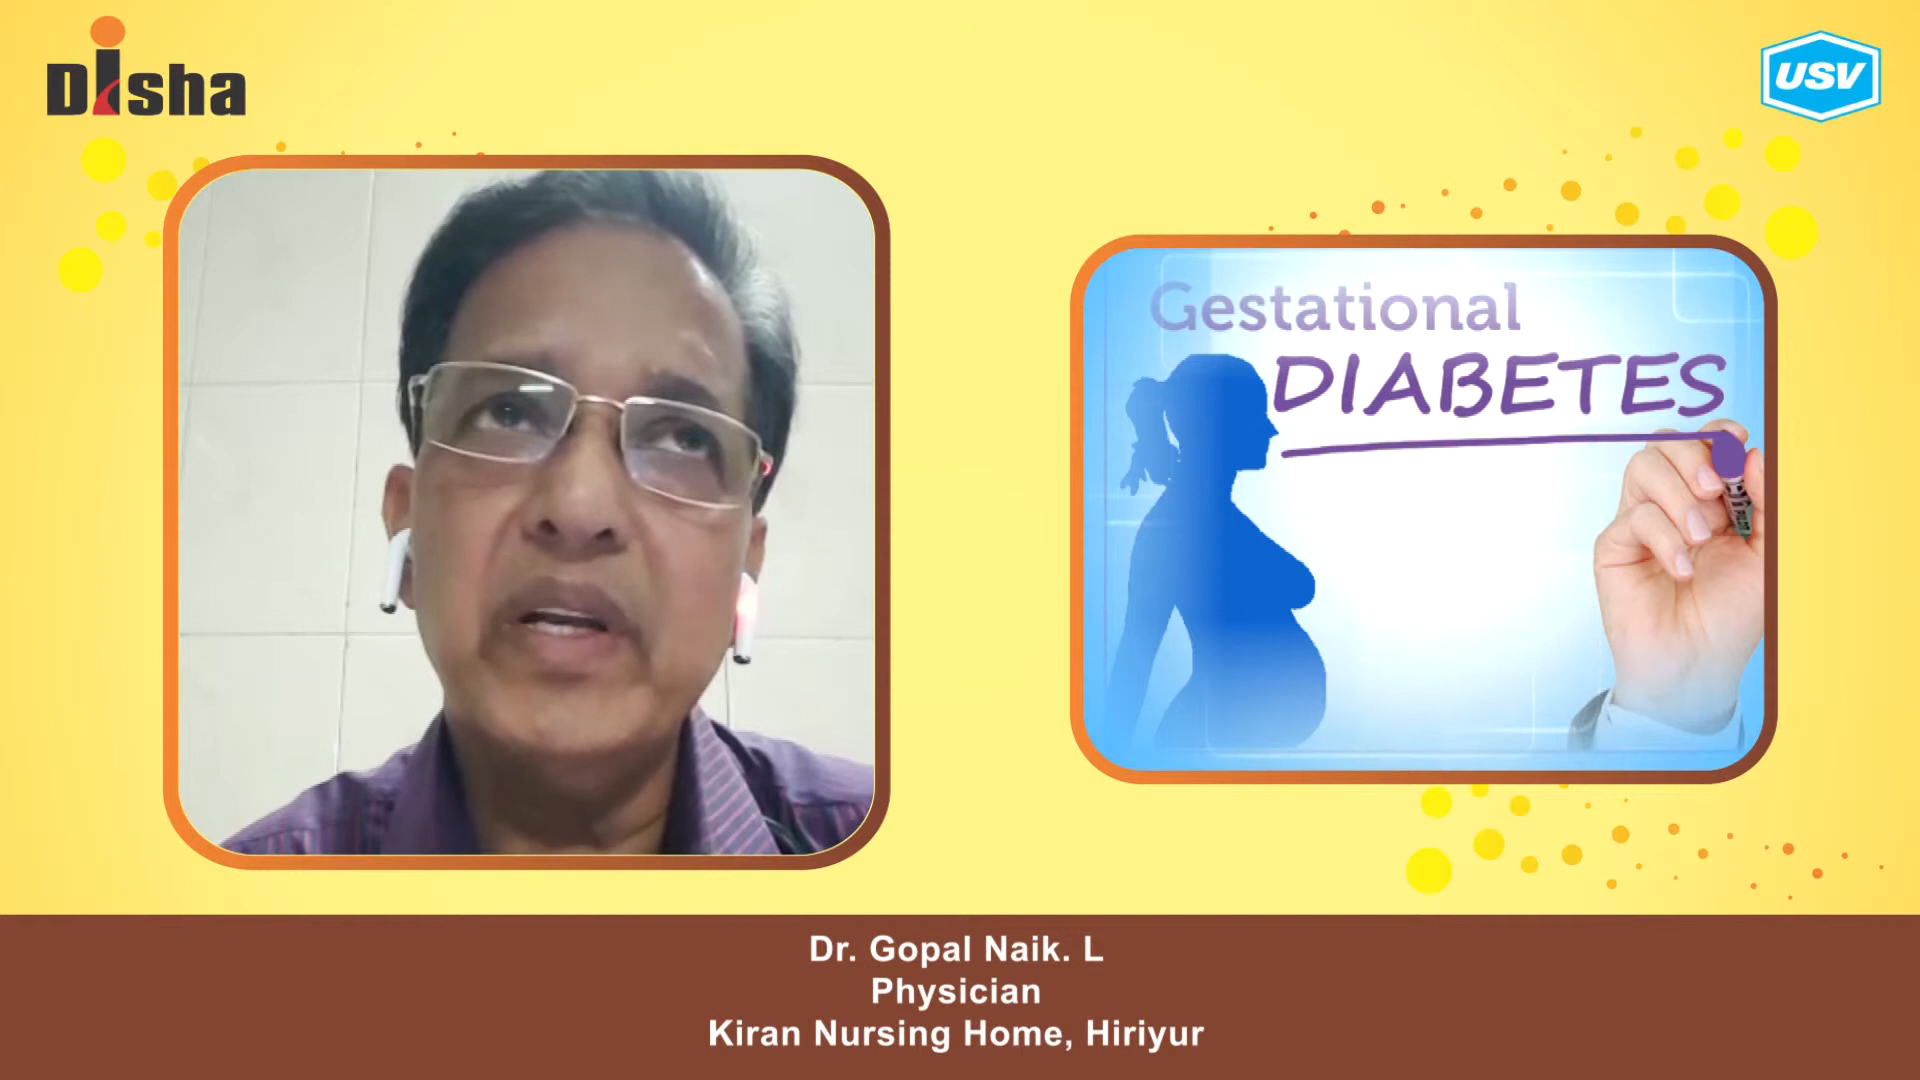 Disha
USV
Gestational
DIABETES
Dr. Gopal Naik. L
Physician
Kiran Nursing Home, Hiriyur